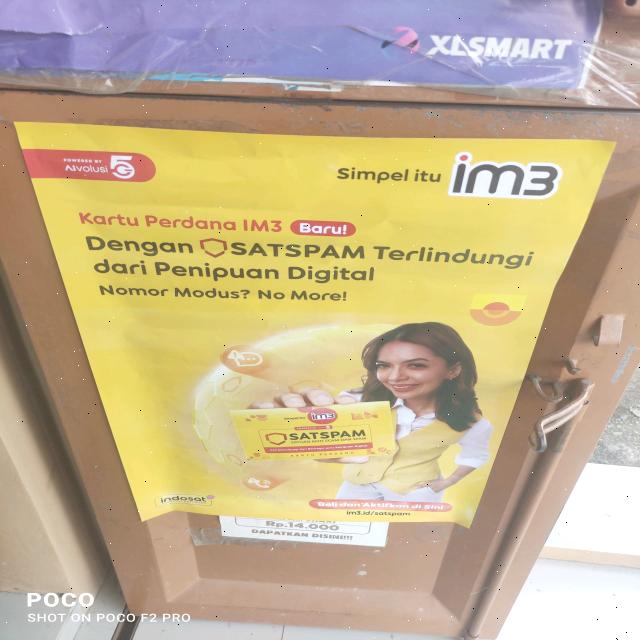 XLSMART
POWERED BY
AIvolusi 5G
Simpel itu im3
Kartu Perdana IM3 Baru!
Dengan SATSPAM Terlindungi
dari Penipuan Digital
Nomor Modus? No More!
im3
SATSPAM
KARTU PERDANA
indosat
Beli dan Aktifkan di Sini
im3.id/satspam
Rp.14.000
DAPATKAN DISINI!!!
POCO
SHOT ON POCO F2 PRO